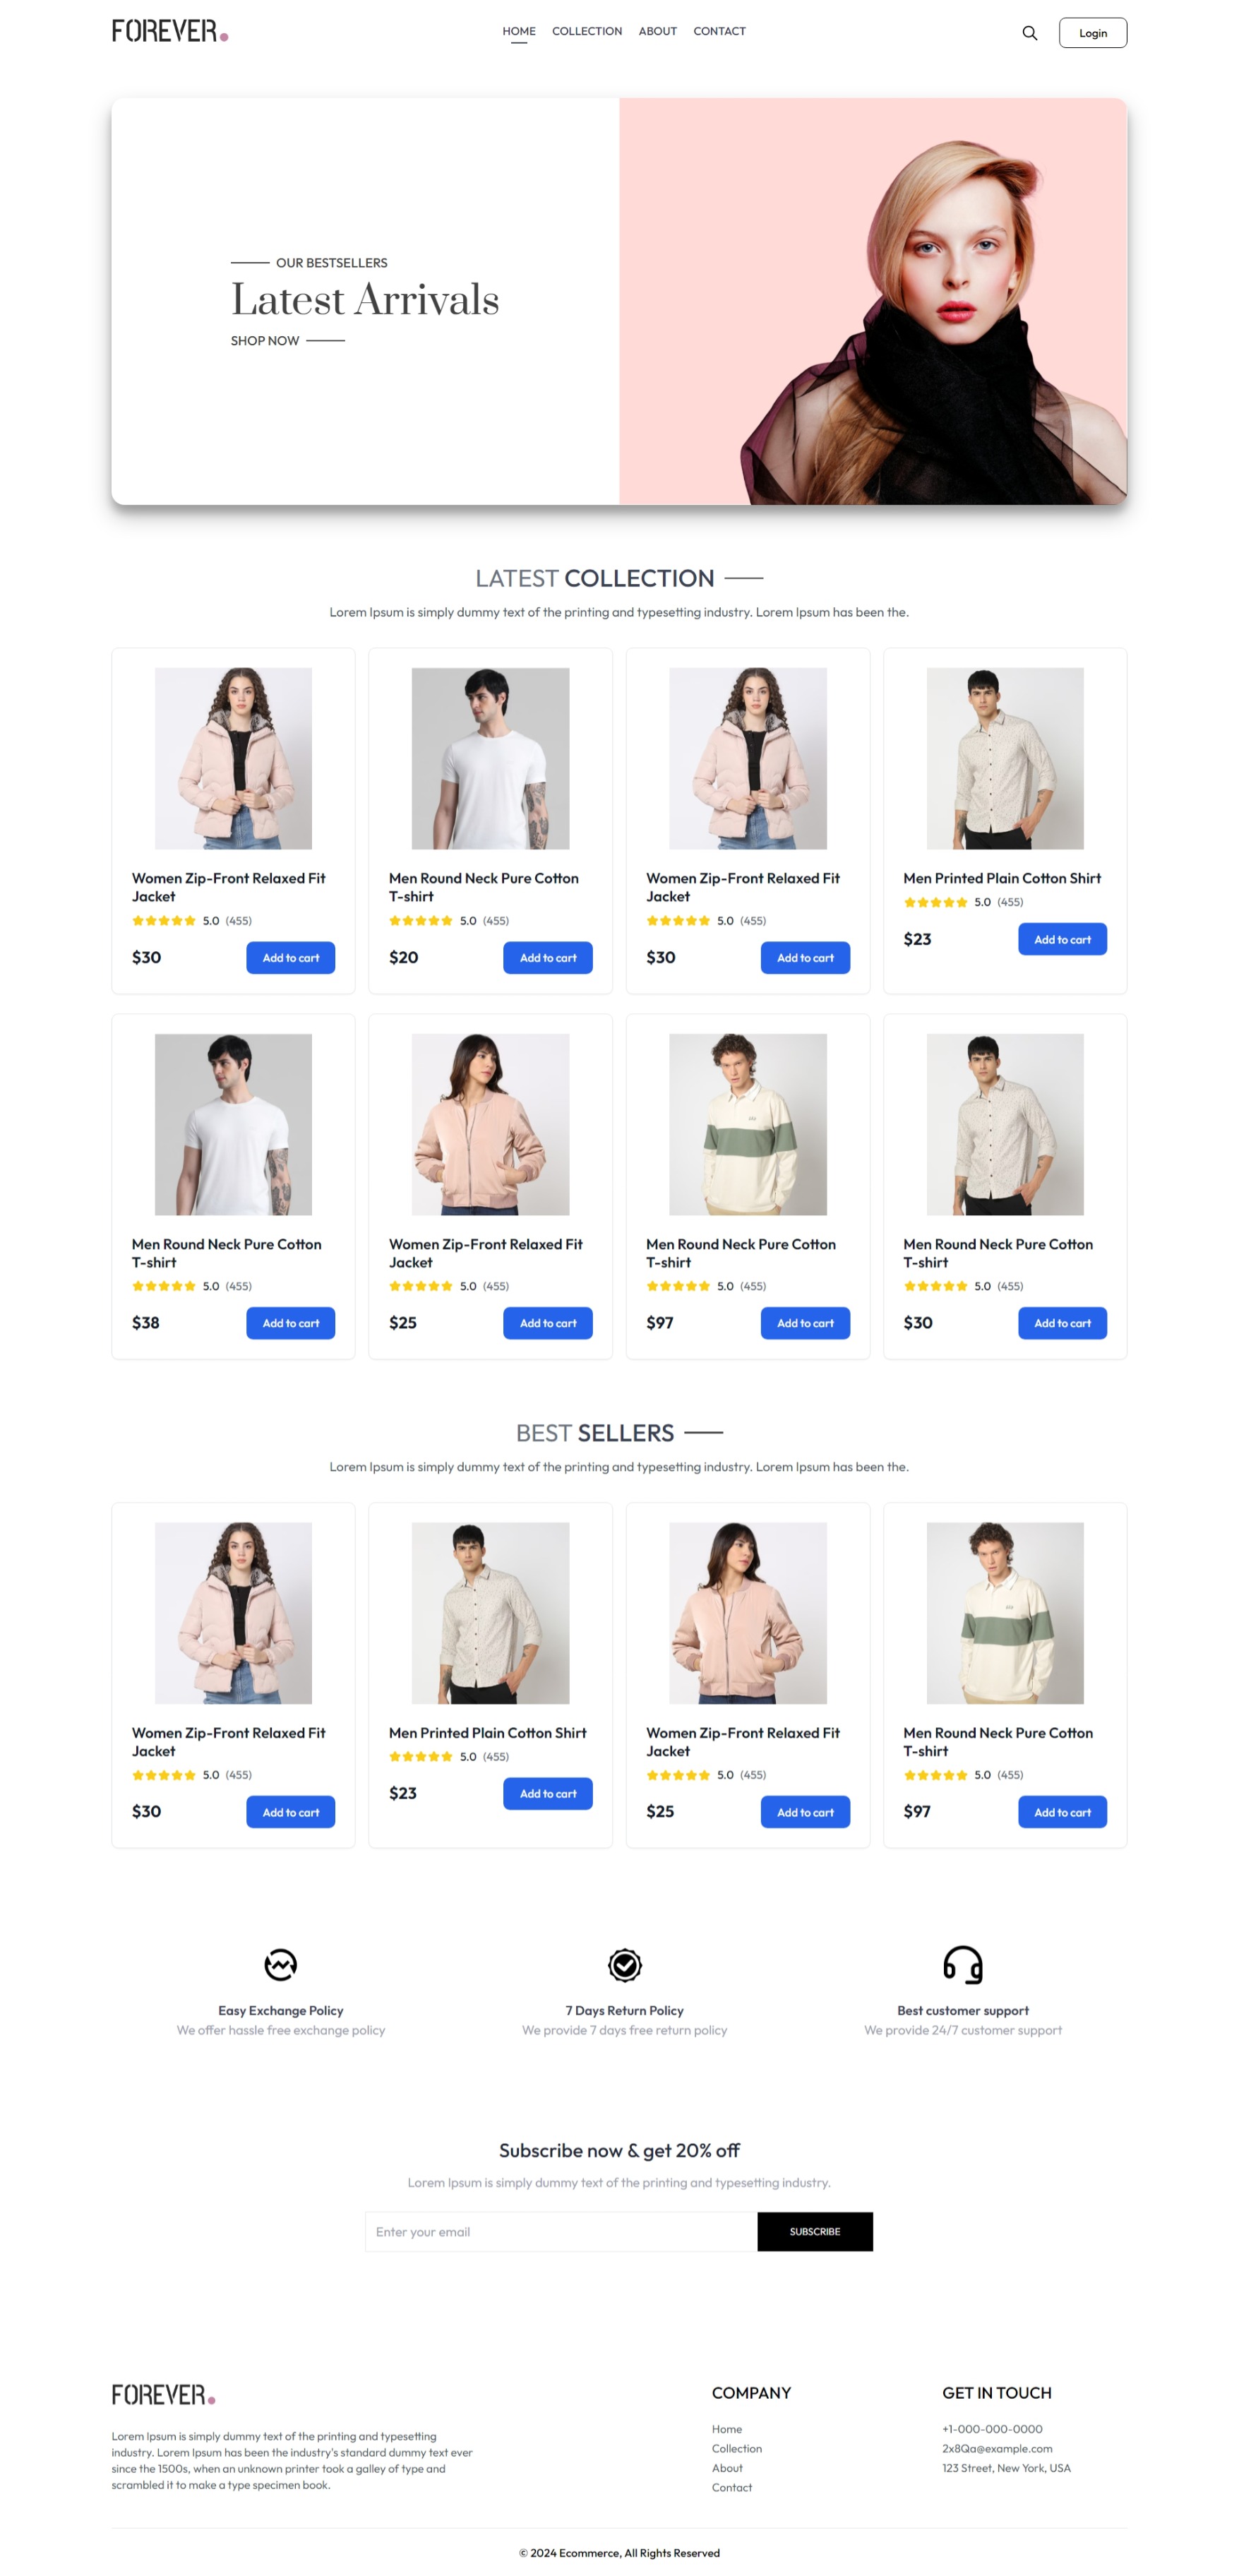 FOREVER.
HOME COLLECTION ABOUT CONTACT
Login
OUR BESTSELLERS
Latest Arrivals
SHOP NOW
LATEST COLLECTION
Lorem Ipsum is simply dummy text of the printing and typesetting industry. Lorem Ipsum has been the.
Women Zip-Front Relaxed Fit
Jacket
5.0 (455)
$30 Add to cart
Men Round Neck Pure Cotton
T-shirt
5.0 (455)
$20 Add to cart
Women Zip-Front Relaxed Fit
Jacket
5.0 (455)
$30 Add to cart
Men Printed Plain Cotton Shirt
5.0 (455)
$23 Add to cart
Men Round Neck Pure Cotton
T-shirt
5.0 (455)
$38 Add to cart
Women Zip-Front Relaxed Fit
Jacket
5.0 (455)
$25 Add to cart
Men Round Neck Pure Cotton
T-shirt
5.0 (455)
$97 Add to cart
Men Round Neck Pure Cotton
T-shirt
5.0 (455)
$30 Add to cart
BEST SELLERS
Lorem Ipsum is simply dummy text of the printing and typesetting industry. Lorem Ipsum has been the.
Women Zip-Front Relaxed Fit
Jacket
5.0 (455)
$30 Add to cart
Men Printed Plain Cotton Shirt
5.0 (455)
$23 Add to cart
Women Zip-Front Relaxed Fit
Jacket
5.0 (455)
$25 Add to cart
Men Round Neck Pure Cotton
T-shirt
5.0 (455)
$97 Add to cart
Easy Exchange Policy
We offer hassle free exchange policy
7 Days Return Policy
We provide 7 days free return policy
Best customer support
We provide 24/7 customer support
Subscribe now & get 20% off
Lorem Ipsum is simply dummy text of the printing and typesetting industry.
Enter your email
SUBSCRIBE
FOREVER.
Lorem Ipsum is simply dummy text of the printing and typesetting
industry. Lorem Ipsum has been the industry's standard dummy text ever
since the 1500s, when an unknown printer took a galley of type and
scrambled it to make a type specimen book.
COMPANY
Home
Collection
About
Contact
GET IN TOUCH
+1-000-000-0000
2x8Qa@example.com
123 Street, New York, USA
© 2024 Ecommerce, All Rights Reserved